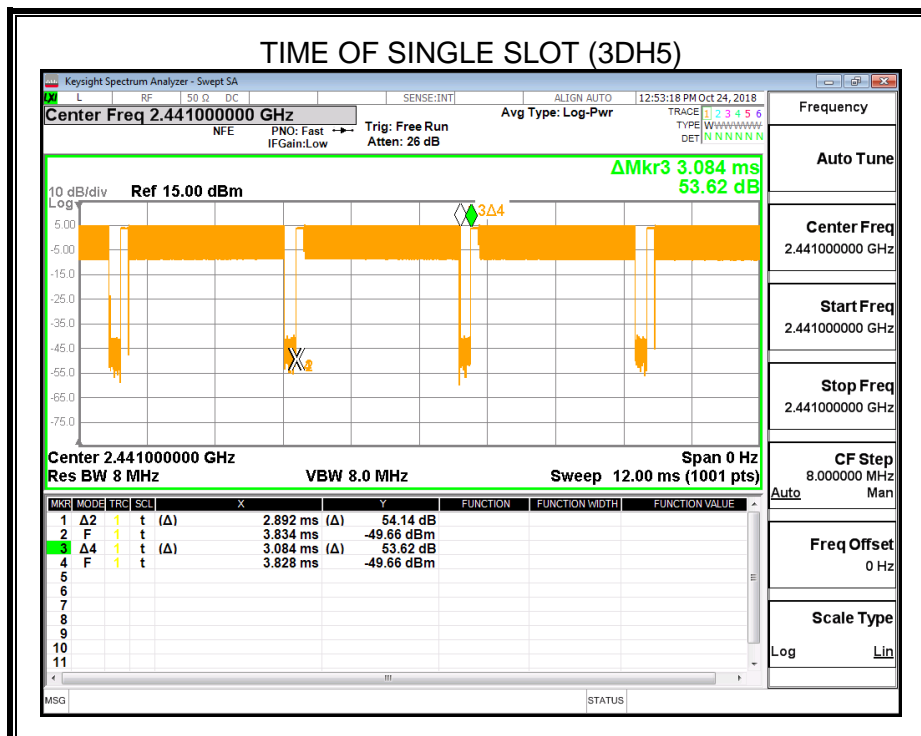 TIME OF SINGLE SLOT (3DH5)
Keysight Spectrum Analyzer - Swept SA
LXI L RF 50 Ω DC SENSE:INT ALIGN AUTO 12:53:18 PM Oct 24, 2018
Center Freq 2.441000000 GHz
NFE
PNO: Fast
IFGain:Low
Trig: Free Run
Atten: 26 dB
Avg Type: Log-Pwr
TRACE 1 2 3 4 5 6
TYPE WWWWWW
DET N N N N N N
ΔMkr3 3.084 ms
53.62 dB
10 dB/div Ref 15.00 dBm
Log
3Δ4
5.00
-5.00
-15.0
-25.0
-35.0
-45.0
-55.0
-65.0
-75.0
Center 2.441000000 GHz Span 0 Hz
Res BW 8 MHz VBW 8.0 MHz Sweep 12.00 ms (1001 pts)
MKR MODE TRC SCL X Y FUNCTION FUNCTION WIDTH FUNCTION VALUE
1 Δ2 1 t (Δ) 2.892 ms (Δ) 54.14 dB
2 F 1 t 3.834 ms -49.66 dBm
3 Δ4 1 t (Δ) 3.084 ms (Δ) 53.62 dB
4 F 1 t 3.828 ms -49.66 dBm
5
6
7
8
9
10
11
MSG STATUS
Frequency
Auto Tune
Center Freq
2.441000000 GHz
Start Freq
2.441000000 GHz
Stop Freq
2.441000000 GHz
CF Step
8.000000 MHz
Auto Man
Freq Offset
0 Hz
Scale Type
Log Lin